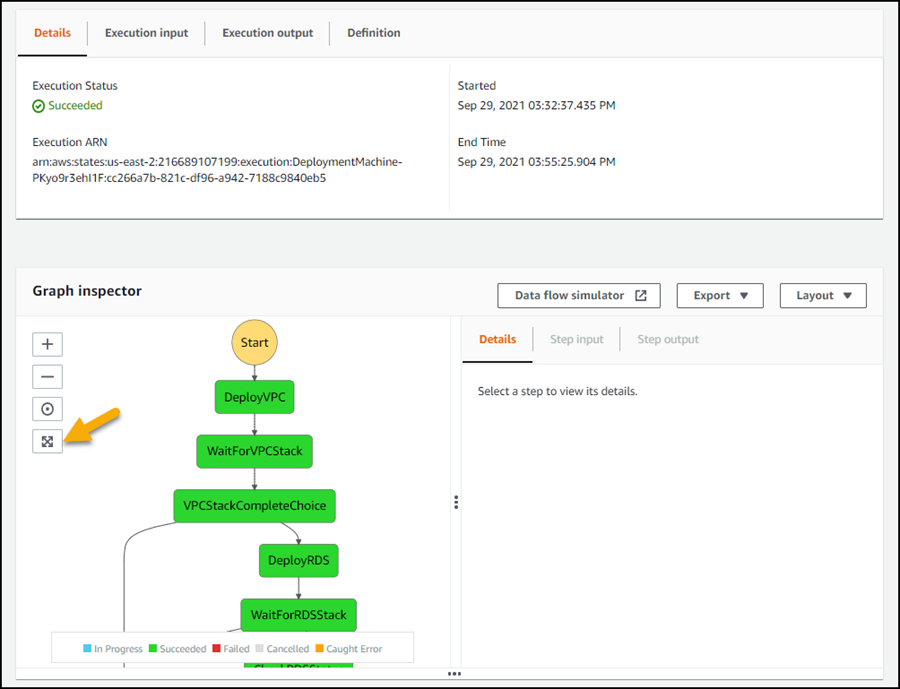 Details Execution input Execution output Definition
Execution Status
Succeeded
Execution ARN
arn:aws:states:us-east-2:216689107199:execution:DeploymentMachine-
PKyo9r3ehI1F:cc266a7b-821c-df96-a942-7188c9840eb5
Started
Sep 29, 2021 03:32:37.435 PM
End Time
Sep 29, 2021 03:55:25.904 PM
Graph inspector
Data flow simulator Export Layout
Start
DeployVPC
WaitForVPCStack
VPCStackCompleteChoice
DeployRDS
WaitForRDSStack
In Progress Succeeded Failed Cancelled Caught Error
Details Step input Step output
Select a step to view its details.